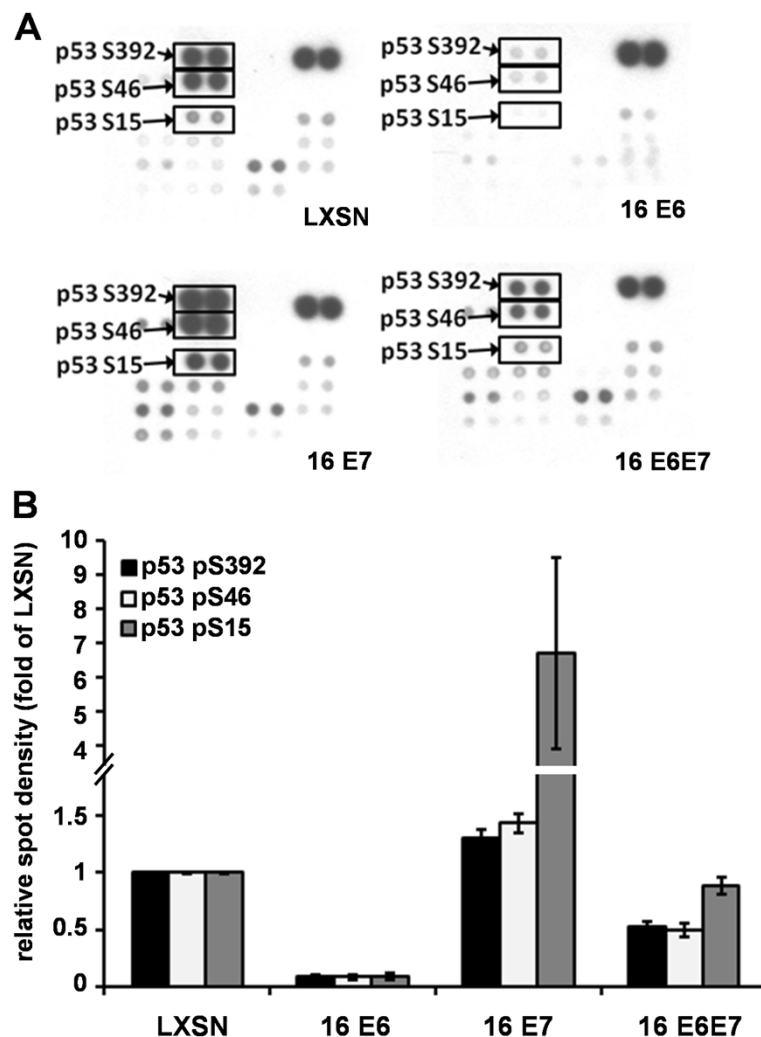 A
p53 S392
p53 S46
p53 S15
LXSN
p53 S392
p53 S46
p53 S15
16 E6
p53 S392
p53 S46
p53 S15
16 E7
p53 S392
p53 S46
p53 S15
16 E6E7
B
relative spot density (fold of LXSN)
10
9
8
7
6
5
4
1.5
1
0.5
0
p53 pS392
p53 pS46
p53 pS15
LXSN
16 E6
16 E7
16 E6E7